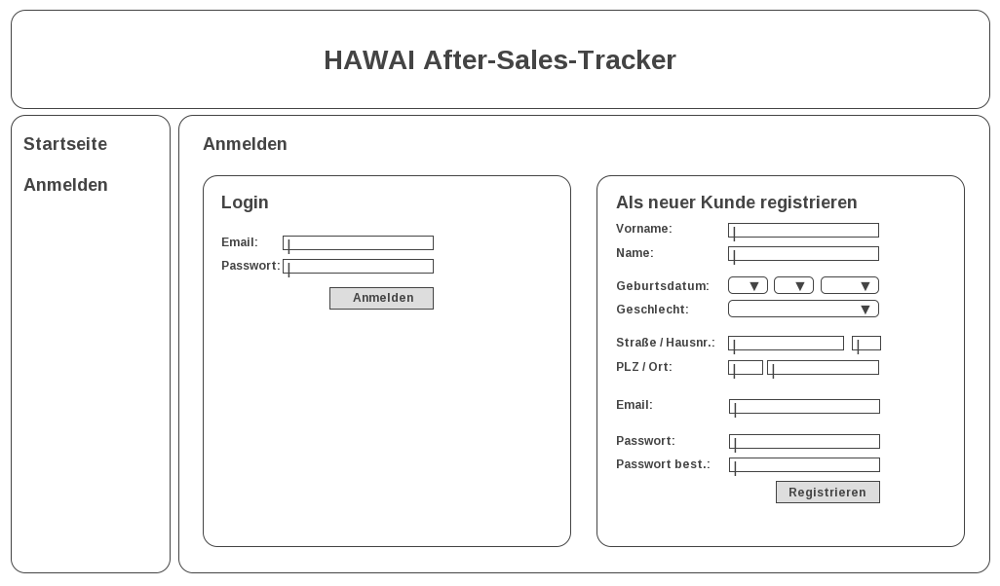 HAWAI After-Sales-Tracker
Startseite
Anmelden
Anmelden
Login
Email:
Passwort:
Anmelden
Als neuer Kunde registrieren
Vorname:
Name:
Geburtsdatum:
Geschlecht:
Straße / Hausnr.:
PLZ / Ort:
Email:
Passwort:
Passwort best.:
Registrieren